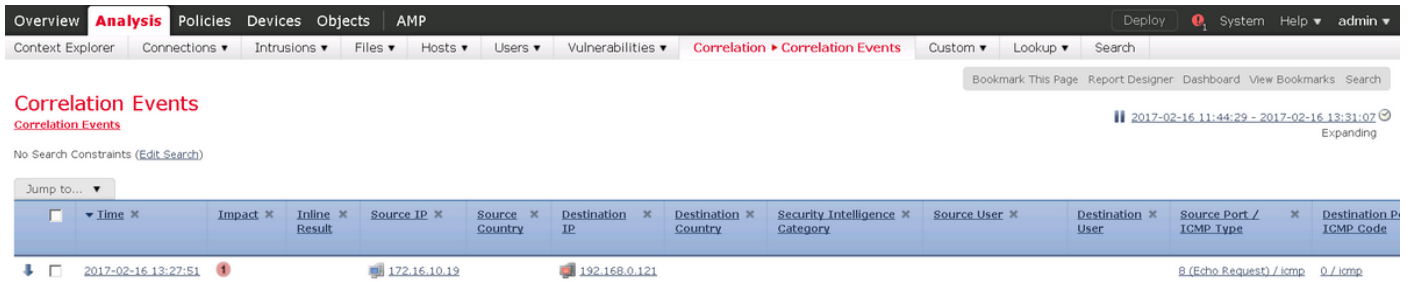 Overview Analysis Policies Devices Objects AMP Deploy 1 System Help ▾ admin ▾
Context Explorer Connections ▾ Intrusions ▾ Files ▾ Hosts ▾ Users ▾ Vulnerabilities ▾ Correlation ▸ Correlation Events Custom ▾ Lookup ▾ Search
Bookmark This Page Report Designer Dashboard View Bookmarks Search
Correlation Events
Correlation Events
2017-02-16 11:44:29 - 2017-02-16 13:31:07
Expanding
No Search Constraints (Edit Search)
Jump to... ▼
▾ Time × Impact × Inline × Source IP × Source × Destination × Destination × Security Intelligence × Source User × Destination × Source Port / × Destination P
Result Country IP Country Category User ICMP Type ICMP Code
2017-02-16 13:27:51 1 172.16.10.19 192.168.0.121 8 (Echo Request) / icmp 0 / icmp